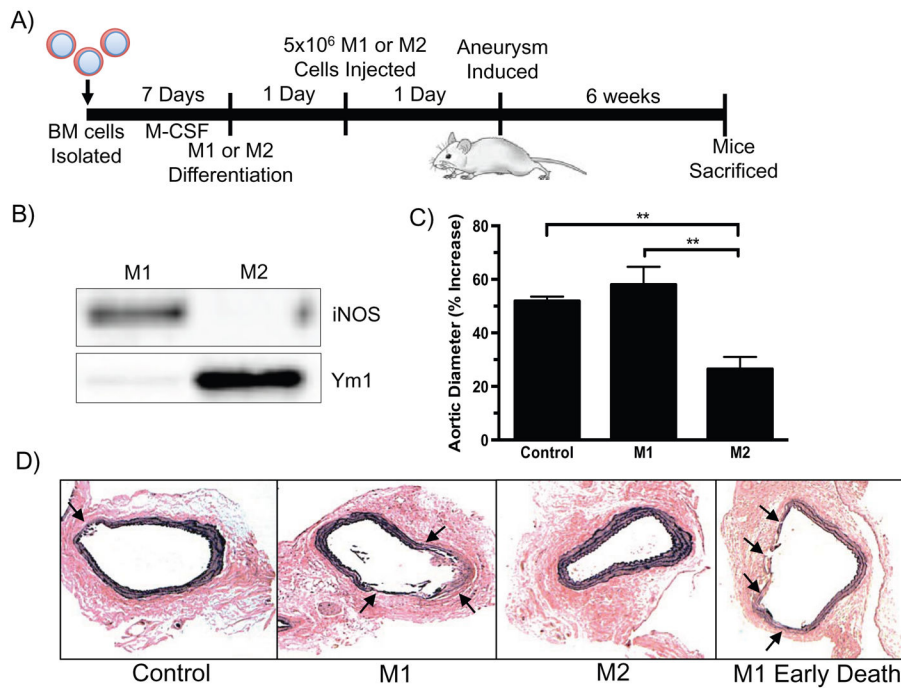 A)
5x10⁶ M1 or M2
Cells Injected
Aneurysm
Induced
7 Days
1 Day
1 Day
6 weeks
BM cells
Isolated
M-CSF
M1 or M2
Differentiation
Mice
Sacrificed
B)
M1 M2
iNOS
Ym1
C)
Aortic Diameter (% Increase)
80
60
40
20
0
**
**
Control M1 M2
D)
Control M1 M2 M1 Early Death